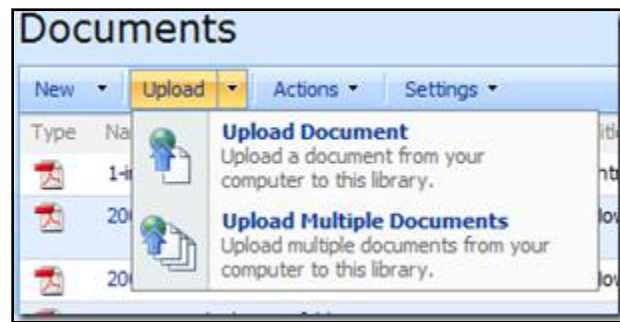 Documents
New Upload Actions Settings
Type
Upload Document
Upload a document from your
computer to this library.
Upload Multiple Documents
Upload multiple documents from your
computer to this library.